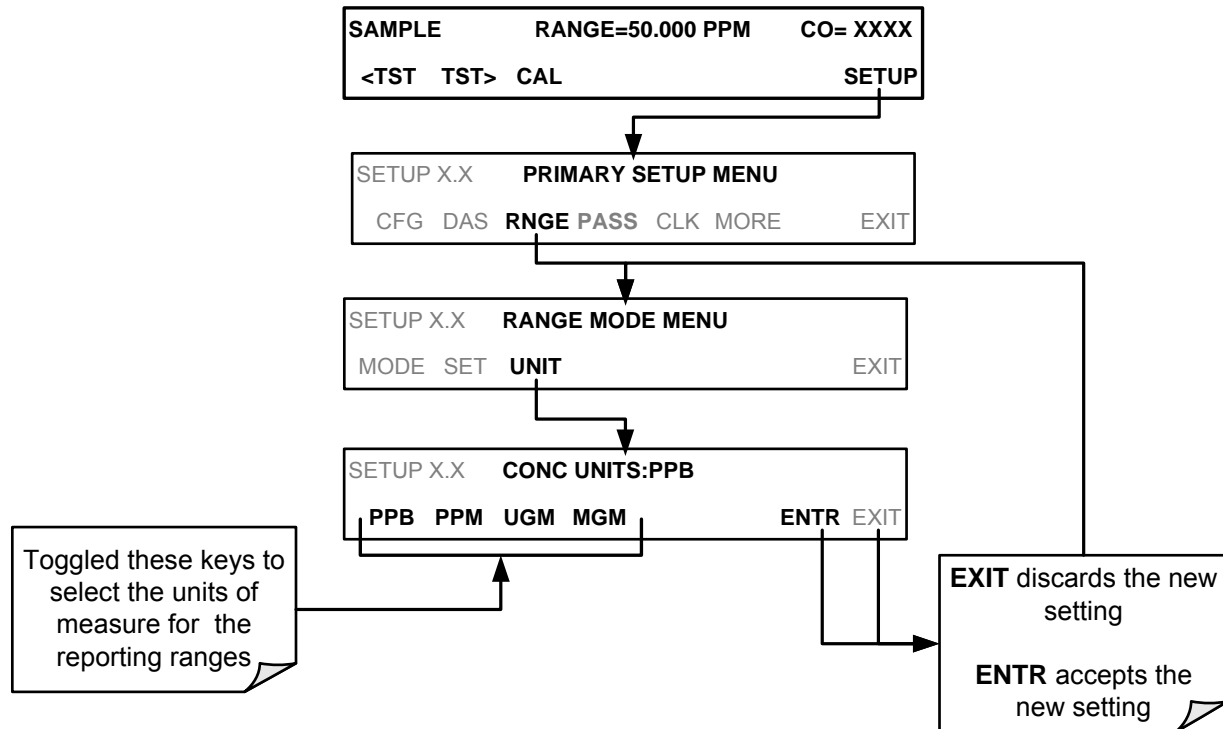 SAMPLE RANGE=50.000 PPM CO= XXXX
<TST TST> CAL SETUP
SETUP X.X PRIMARY SETUP MENU
CFG DAS RNGE PASS CLK MORE EXIT
SETUP X.X RANGE MODE MENU
MODE SET UNIT EXIT
SETUP X.X CONC UNITS:PPB
PPB PPM UGM MGM ENTR EXIT
Toggled these keys to
select the units of
measure for the
reporting ranges
EXIT discards the new
setting
ENTR accepts the
new setting